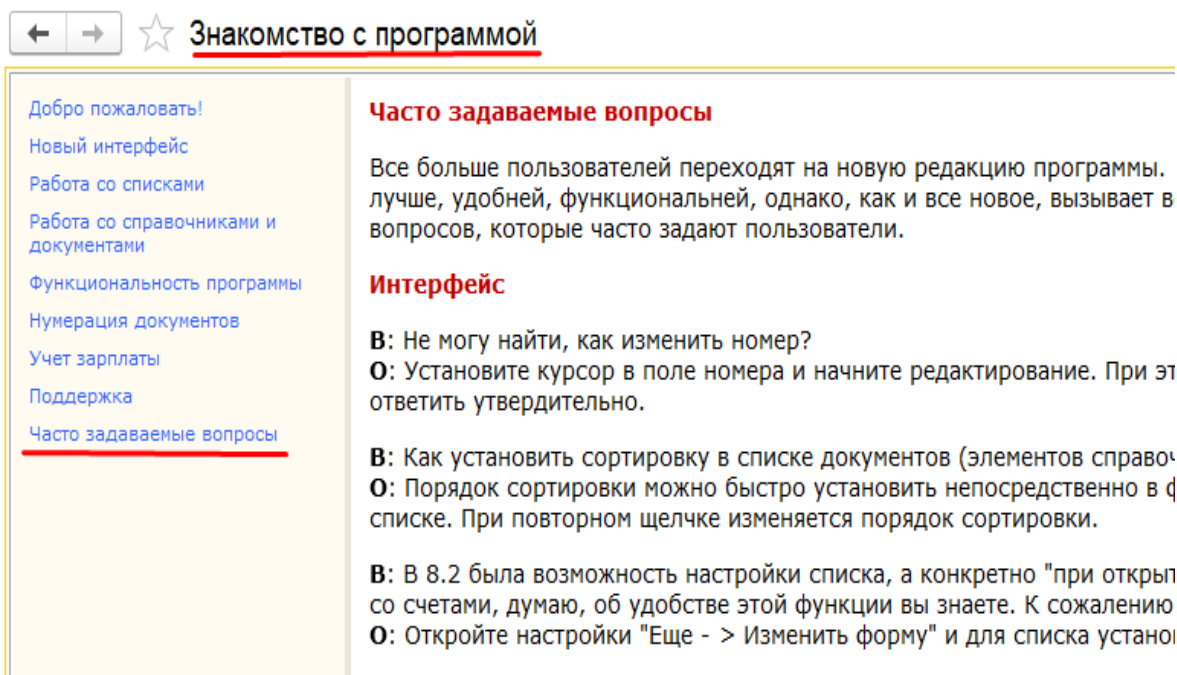 Знакомство с программой
Добро пожаловать!
Новый интерфейс
Работа со списками
Работа со справочниками и
документами
Функциональность программы
Нумерация документов
Учет зарплаты
Поддержка
Часто задаваемые вопросы
Часто задаваемые вопросы
Все больше пользователей переходят на новую редакцию программы.
лучше, удобней, функциональней, однако, как и все новое, вызывает
вопросов, которые часто задают пользователи.
Интерфейс
В: Не могу найти, как изменить номер?
О: Установите курсор в поле номера и начните редактирование. При
ответить утвердительно.
В: Как установить сортировку в списке документов (элементов
О: Порядок сортировки можно быстро установить непосредственно в
списке. При повторном щелчке изменяется порядок сортировки.
В: В 8.2 была возможность настройки списка, а конкретно "при
со счетами, думаю, об удобстве этой функции вы знаете. К сожалению
О: Откройте настройки "Еще - > Изменить форму" и для списка